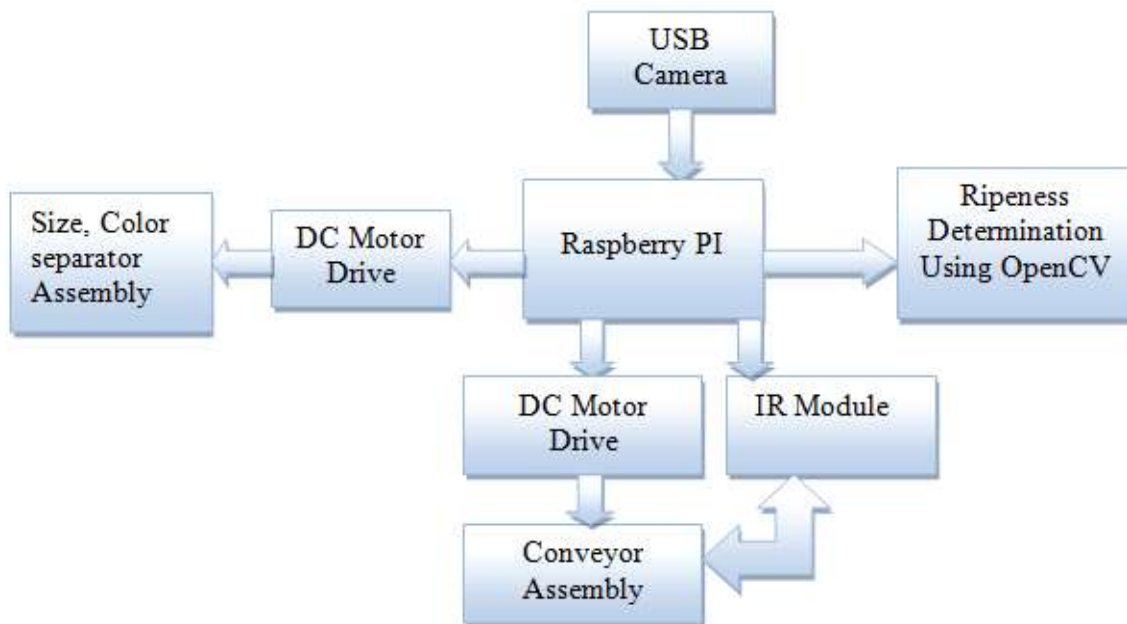 USB
Camera
Size, Color
separator
Assembly
DC Motor
Drive
Raspberry PI
Ripeness
Determination
Using OpenCV
DC Motor
Drive
IR Module
Conveyor
Assembly